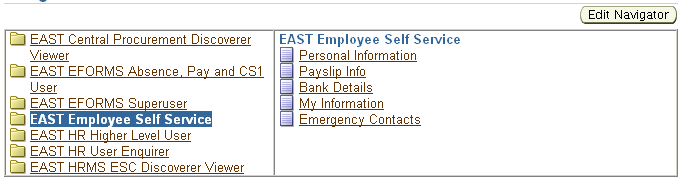 Edit Navigator
EAST Central Procurement Discoverer
Viewer
EAST EFORMS Absence, Pay and CS1
User
EAST EFORMS Superuser
EAST Employee Self Service
EAST HR Higher Level User
EAST HR User Enquirer
EAST HRMS ESC Discoverer Viewer
EAST Employee Self Service
Personal Information
Payslip Info
Bank Details
My Information
Emergency Contacts